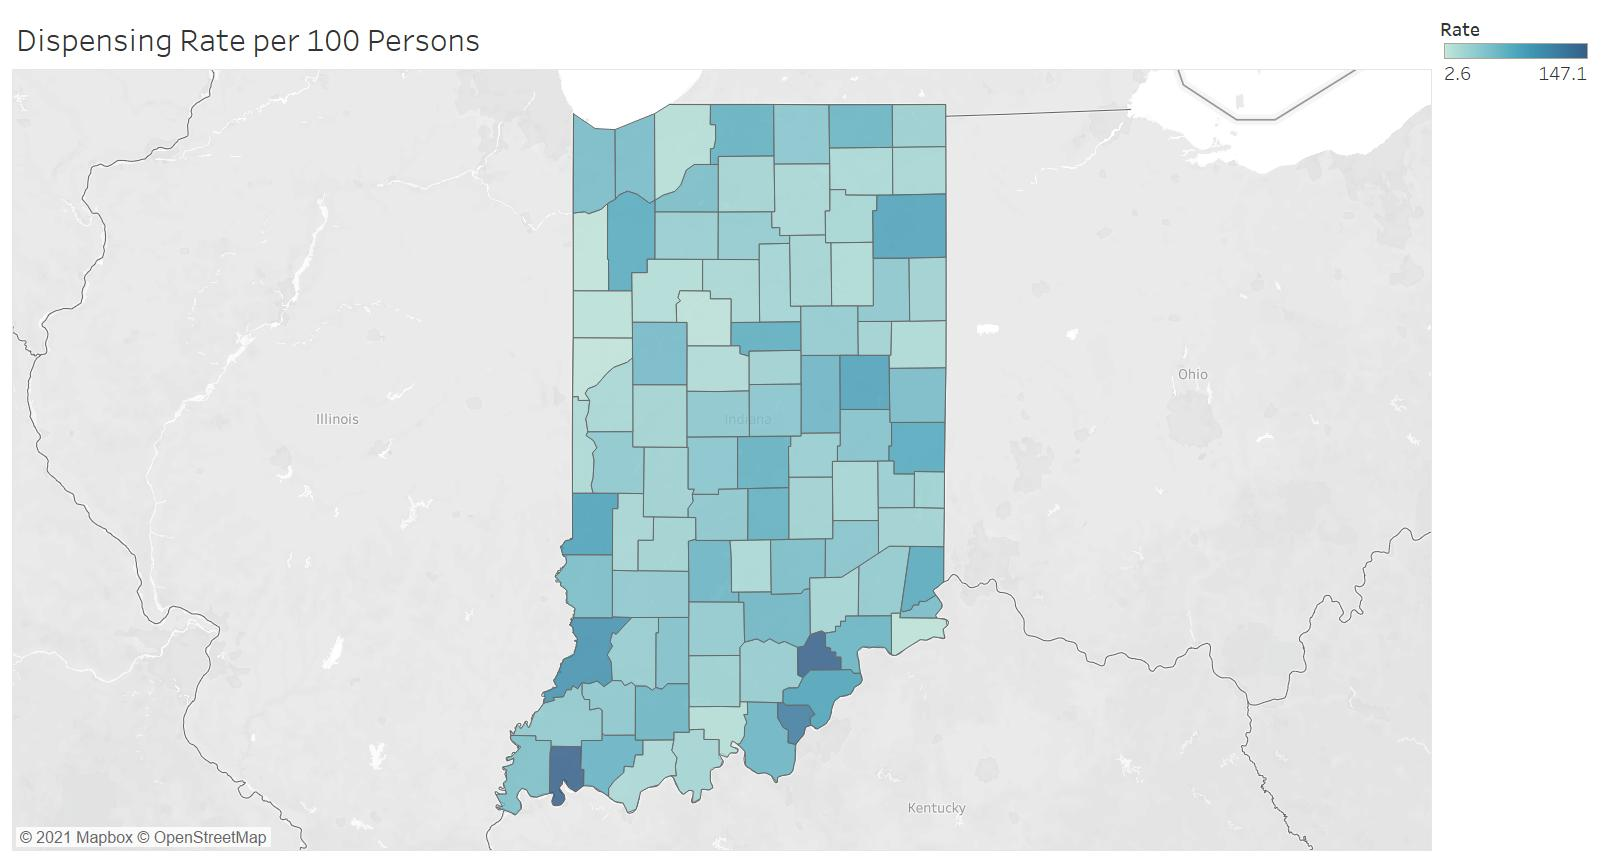 Dispensing Rate per 100 Persons
Rate
2.6 147.1
Ohio
Illinois
Indiana
Kentucky
© 2021 Mapbox © OpenStreetMap